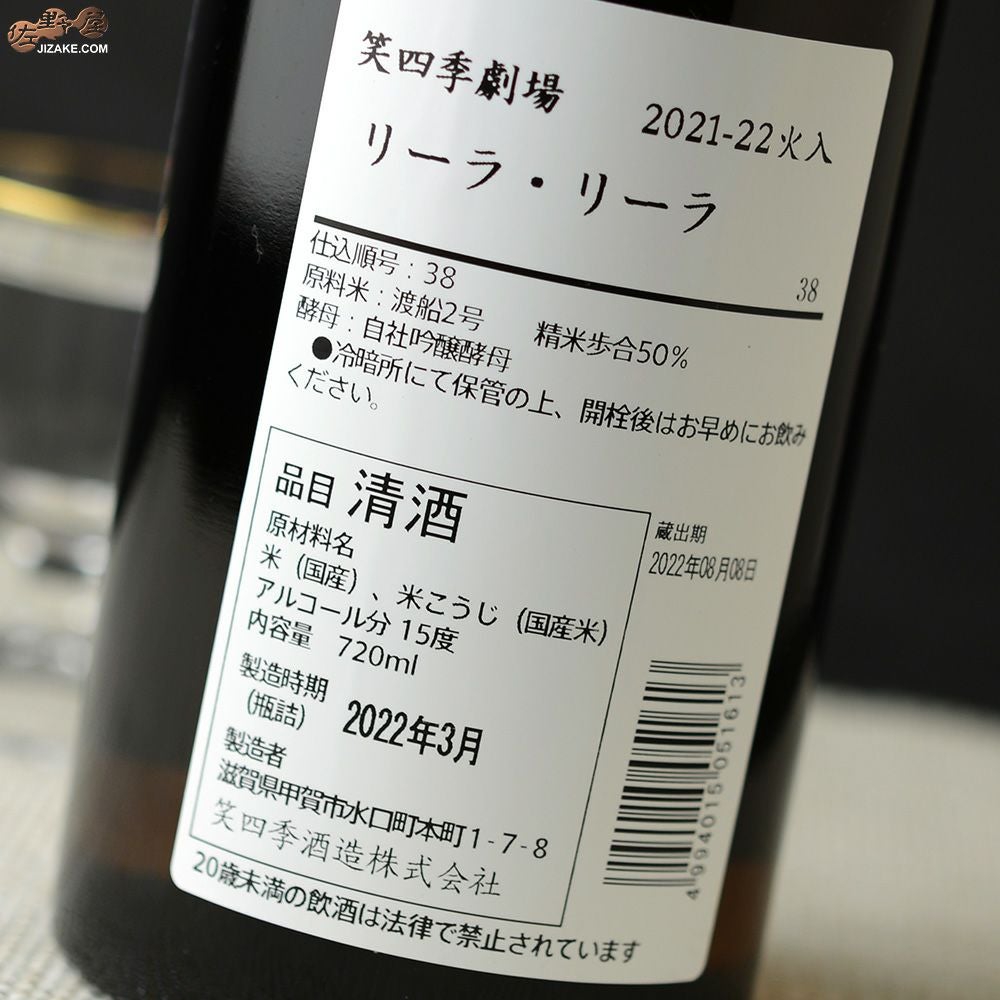 佐野屋
JIZAKE.COM
笑四季劇場
2021-22火入
リーラ・リーラ
38
仕込順号：38
原料米：渡船2号 精米歩合50%
酵母：自社吟醸酵母
●冷暗所にて保管の上、開栓後はお早めにお飲み
ください。
品目 清酒
原材料名
米（国産）、米こうじ（国産米）
アルコール分 15度
内容量 720ml
製造時期
（瓶詰） 2022年3月
製造者
滋賀県甲賀市水口町本町1-7-8
笑四季酒造株式会社
蔵出期
2022年08月08日
4994015051613
20歳未満の飲酒は法律で禁止されています